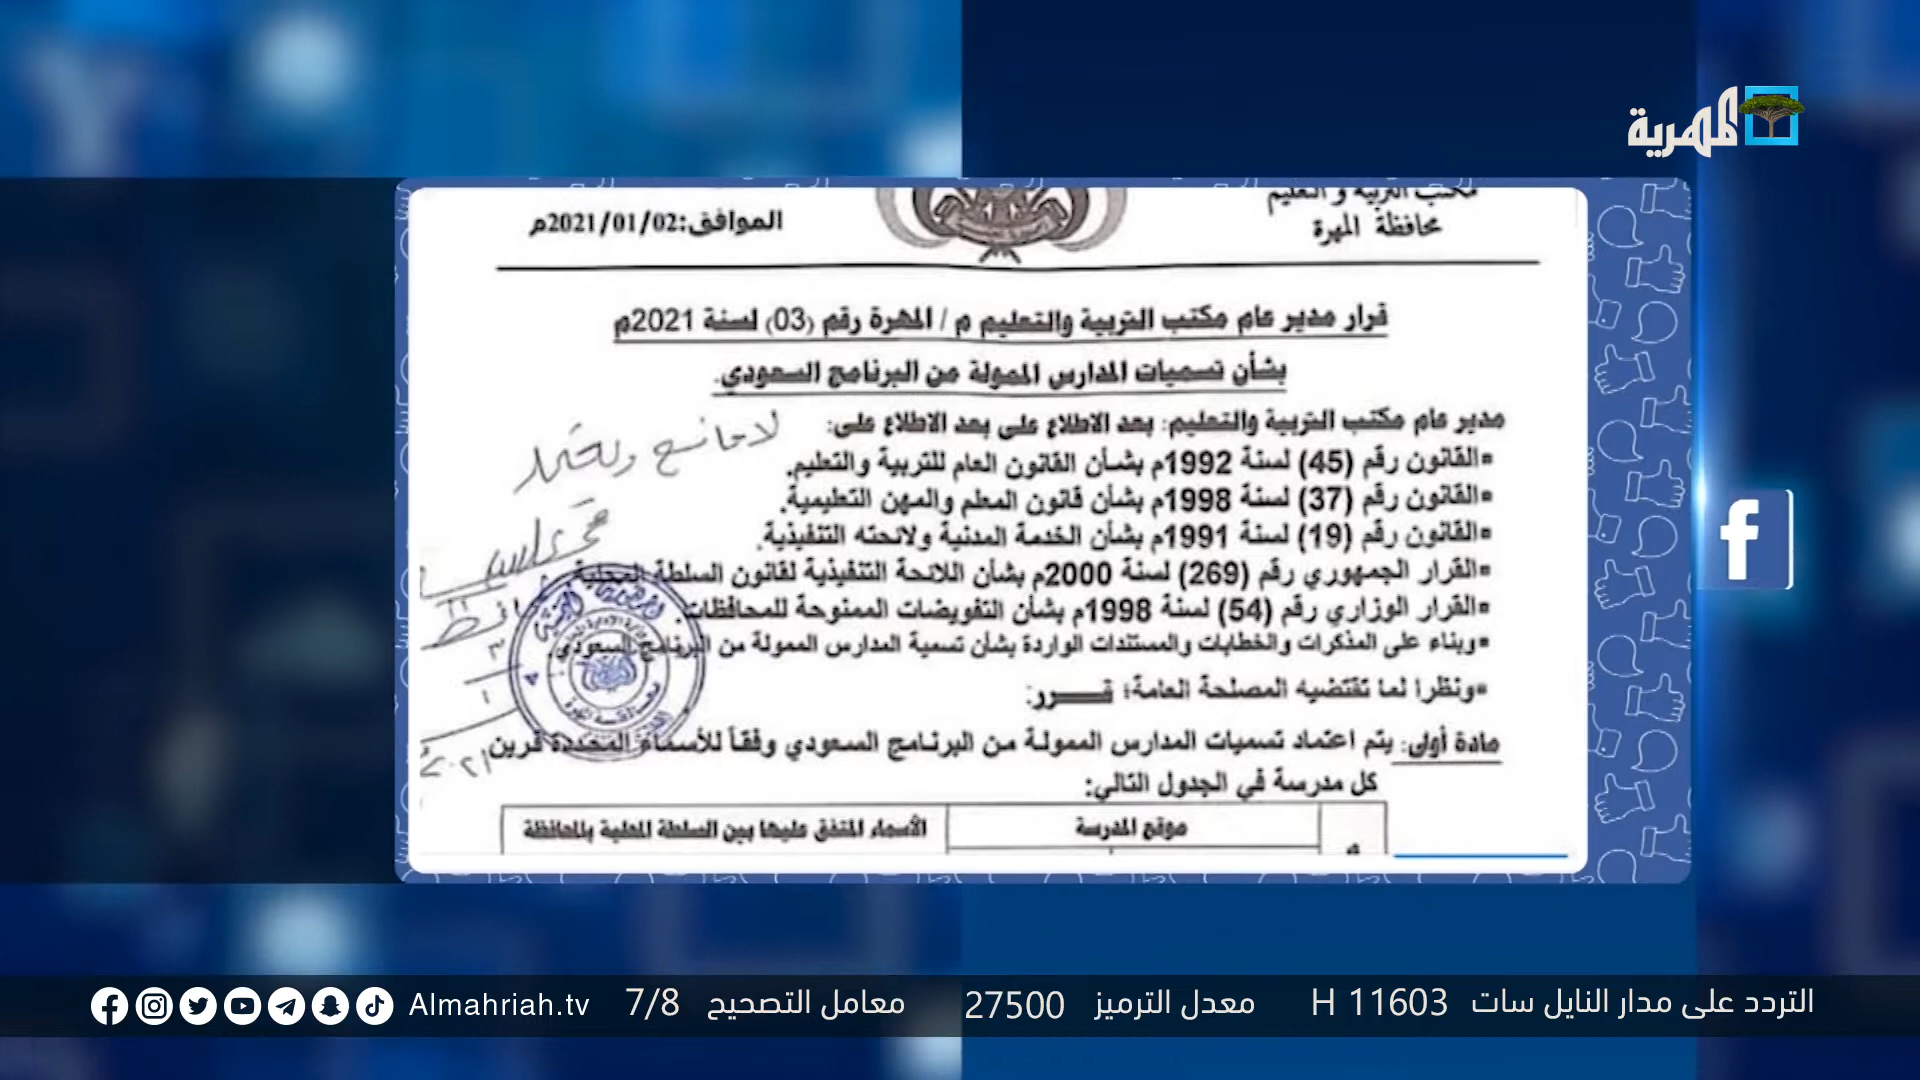 المهرية
مكتب التربية و التعليم
محافظة المهرة
الموافق:2021/01/02م
قرار مدير عام مكتب التربية والتعليم م / المهرة رقم (03) لسنة 2021م
بشأن تسميات المدارس الممولة من البرنامج السعودي.
مدير عام مكتب التربية والتعليم: بعد الاطلاع على بعد الاطلاع على:
▪القانون رقم (45) لسنة 1992م بشأن القانون العام للتربية والتعليم.
▪القانون رقم (37) لسنة 1998م بشأن قانون المعلم والمهن التعليمية.
▪القانون رقم (19) لسنة 1991م بشأن الخدمة المدنية ولائحته التنفيذية.
▪القرار الجمهوري رقم (269) لسنة 2000م بشأن اللائحة التنفيذية لقانون السلطة المحلية.
▪القرار الوزاري رقم (54) لسنة 1998م بشأن التفويضات الممنوحة للمحافظات.
▪وبناء على المذكرات والخطابات والمستندات الواردة بشأن تسمية المدارس الممولة من البرنامج السعودي.
▪ونظرا لما تقتضيه المصلحة العامة؛ قـــــرر:
مادة أولى: يتم اعتماد تسميات المدارس الممولة من البرنامج السعودي وفقاً للأسماء المحددة قرين
كل مدرسة في الجدول التالي:
م
موقع المدرسة
الأسماء المتفق عليها بين السلطة المحلية بالمحافظة
لا مانع ويعتمد
f
التردد على مدار النايل سات H 11603 معدل الترميز 27500 معامل التصحيح 7/8 Almahriah.tv